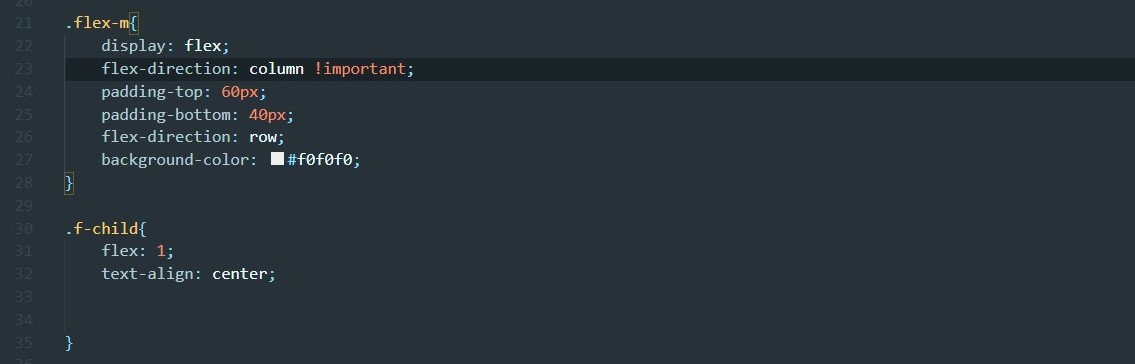 20
21 .flex-m{
22 display: flex;
23 flex-direction: column !important;
24 padding-top: 60px;
25 padding-bottom: 40px;
26 flex-direction: row;
27 background-color: #f0f0f0;
28 }
29
30 .f-child{
31 flex: 1;
32 text-align: center;
33
34
35 }
36